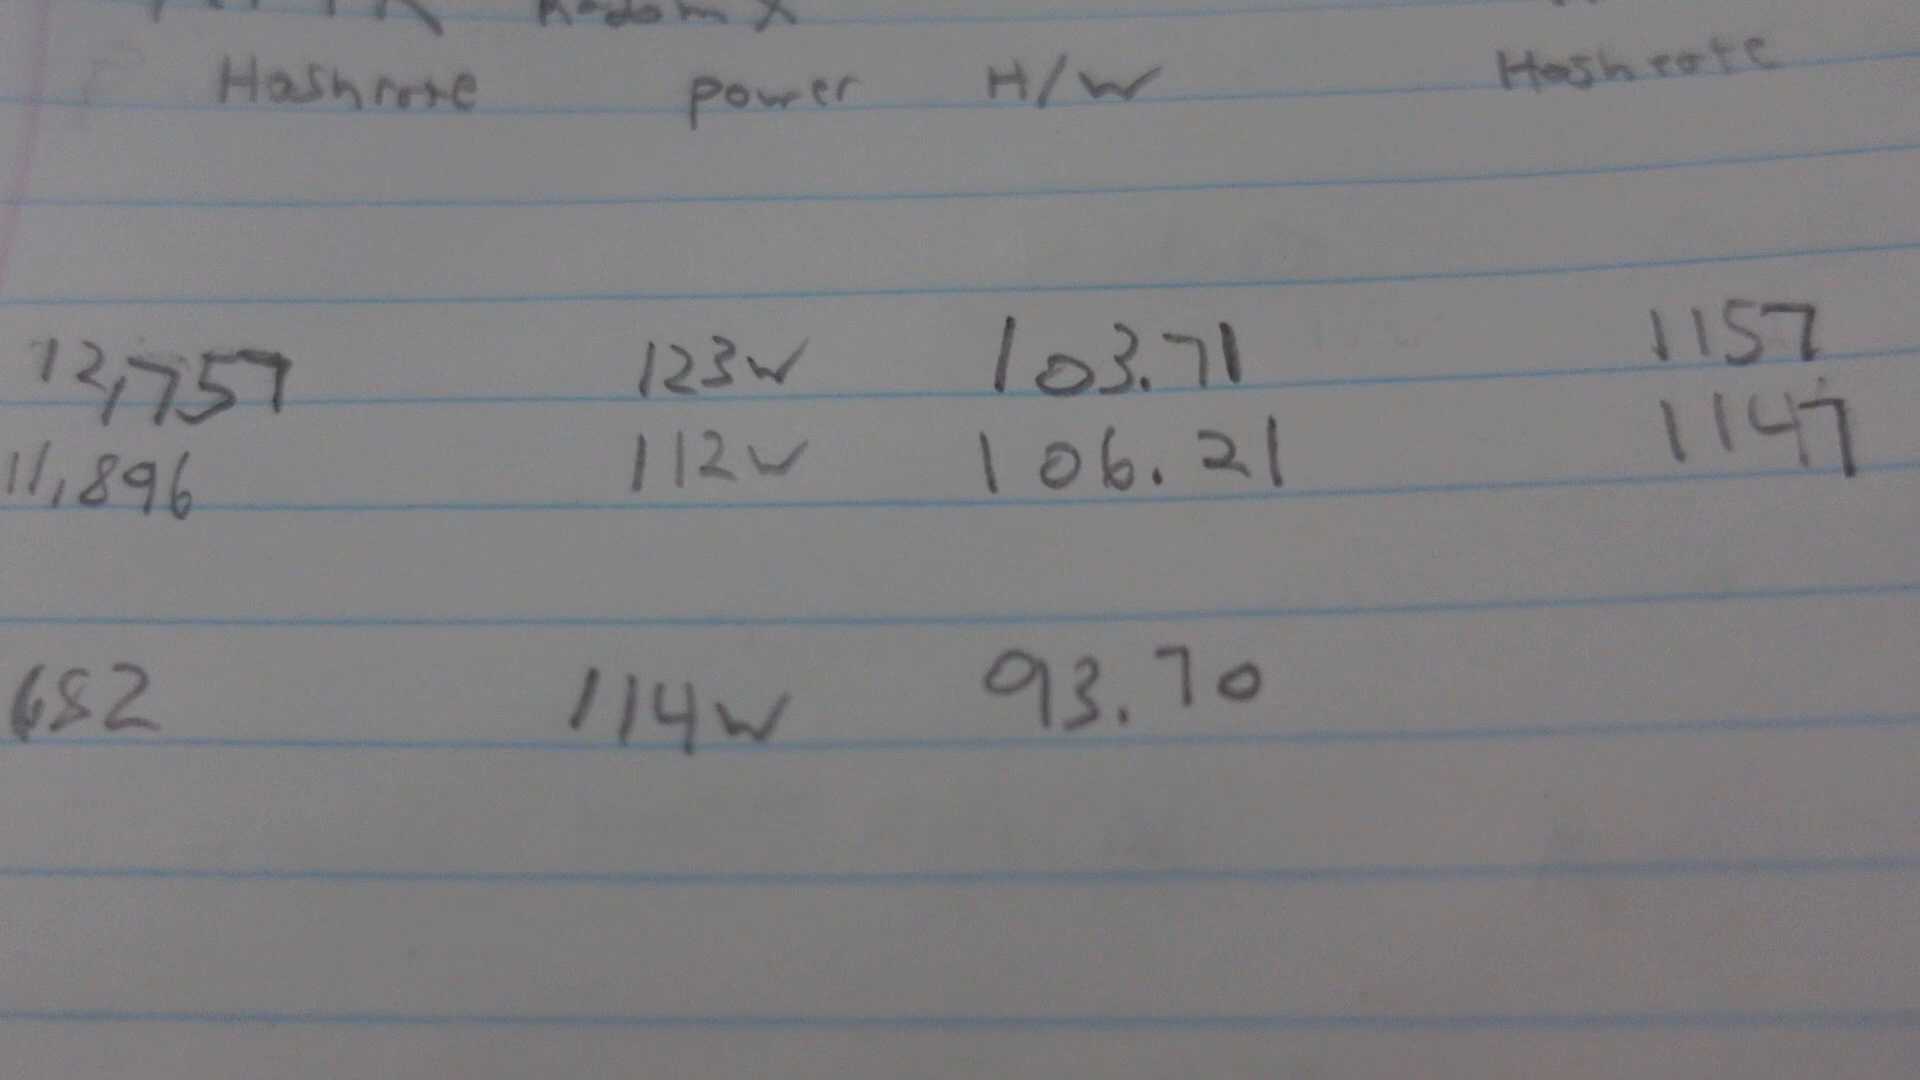 Radom X
Hashrate power H/W Hashrate
12,757 123w 103.71 1157
11,896 112w 106.21 1147
682 114w 93.70